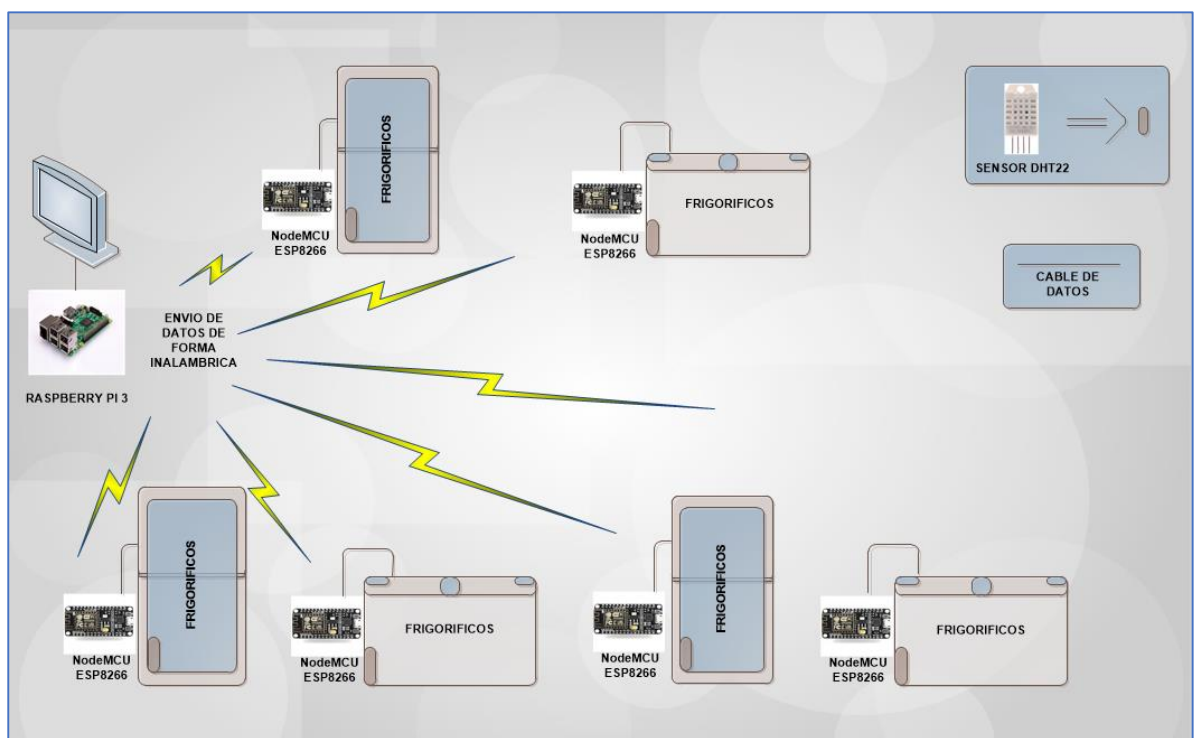 FRIGORIFICOS
NodeMCU
ESP8266
FRIGORIFICOS
NodeMCU
ESP8266
SENSOR DHT22
CABLE DE
DATOS
ENVIO DE
DATOS DE
FORMA
INALAMBRICA
RASPBERRY PI 3
FRIGORIFICOS
NodeMCU
ESP8266
FRIGORIFICOS
NodeMCU
ESP8266
FRIGORIFICOS
NodeMCU
ESP8266
FRIGORIFICOS
NodeMCU
ESP8266